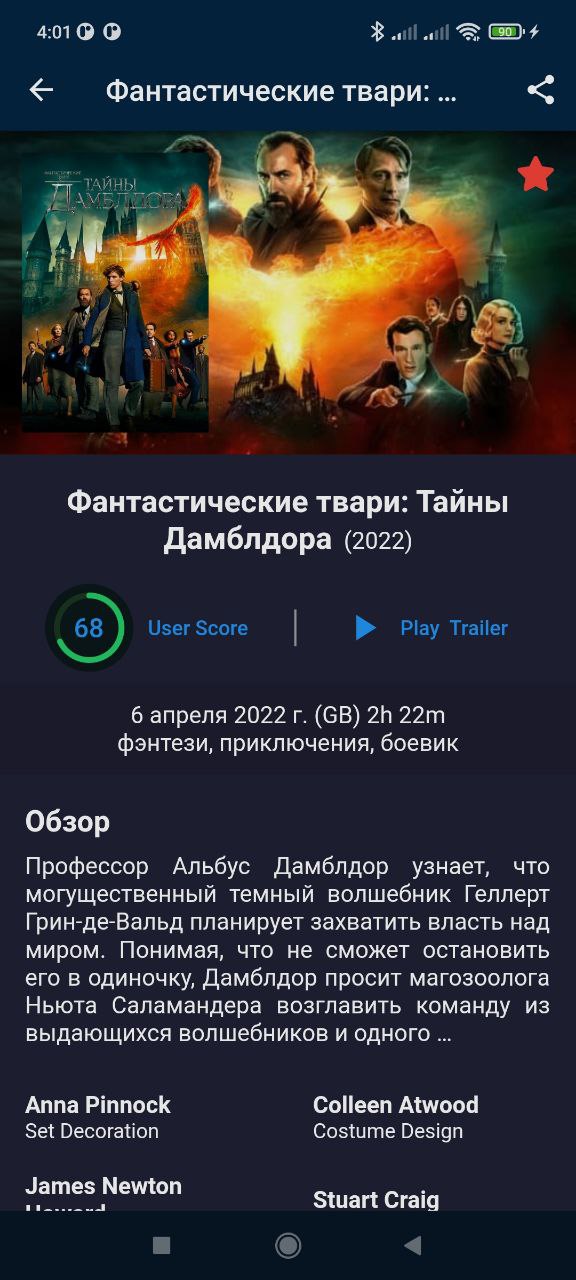 4:01
90
Фантастические твари: ...
ФАНТАСТИЧЕСКИЕ
ТВАРИ
ТАЙНЫ
ДАМБЛДОРА
Фантастические твари: Тайны
Дамблдора (2022)
68 User Score Play Trailer
6 апреля 2022 г. (GB) 2h 22m
фэнтези, приключения, боевик
Обзор
Профессор Альбус Дамблдор узнает, что
могущественный темный волшебник Геллерт
Грин-де-Вальд планирует захватить власть над
миром. Понимая, что не сможет остановить
его в одиночку, Дамблдор просит магозоолога
Ньюта Саламандера возглавить команду из
выдающихся волшебников и одного ...
Anna Pinnock Colleen Atwood
Set Decoration Costume Design
James Newton
Howard Stuart Craig